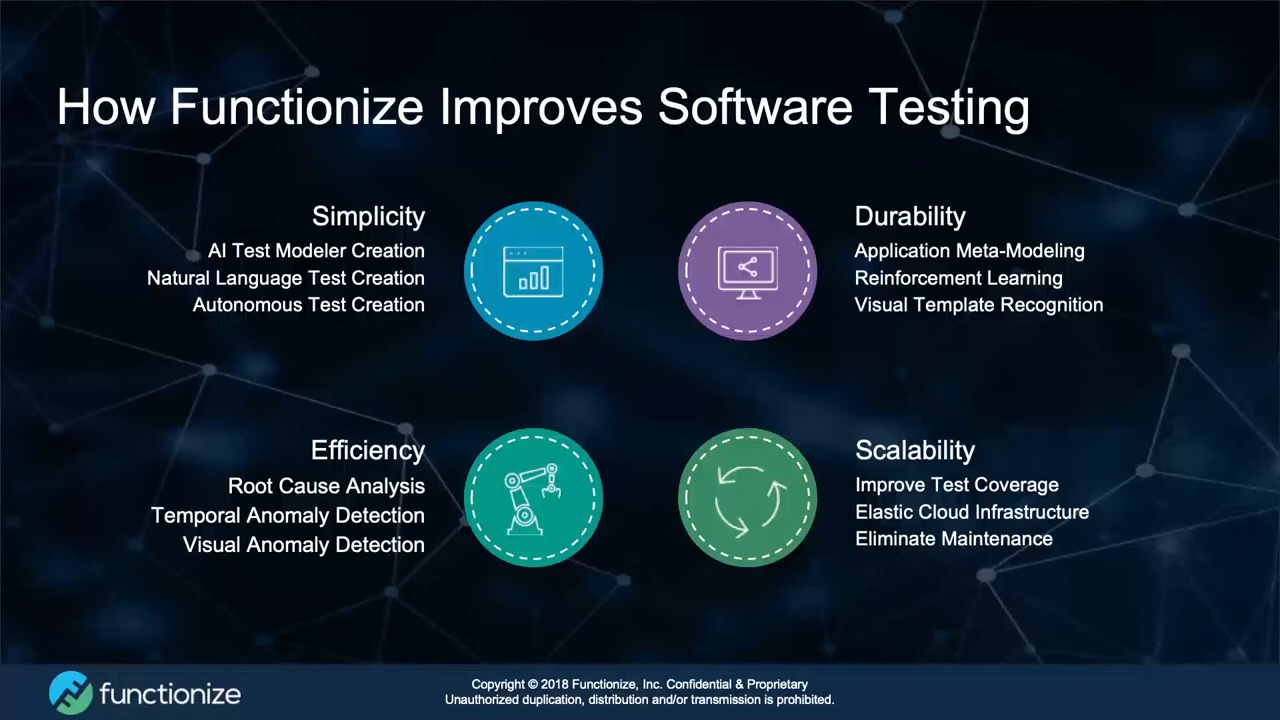 How Functionize Improves Software Testing
Simplicity
AI Test Modeler Creation
Natural Language Test Creation
Autonomous Test Creation
Durability
Application Meta-Modeling
Reinforcement Learning
Visual Template Recognition
Efficiency
Root Cause Analysis
Temporal Anomaly Detection
Visual Anomaly Detection
Scalability
Improve Test Coverage
Elastic Cloud Infrastructure
Eliminate Maintenance
functionize
Copyright © 2018 Functionize, Inc. Confidential & Proprietary
Unauthorized duplication, distribution and/or transmission is prohibited.